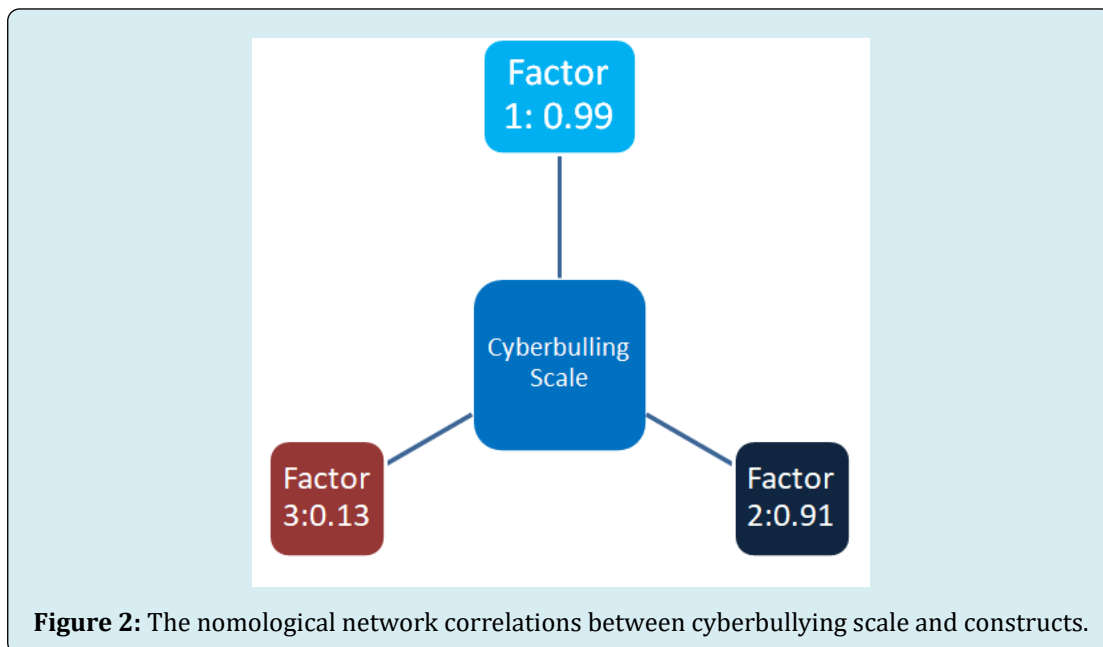 Factor
1: 0.99
Cyberbulling
Scale
Factor
3:0.13
Factor
2:0.91
Figure 2: The nomological network correlations between cyberbullying scale and constructs.